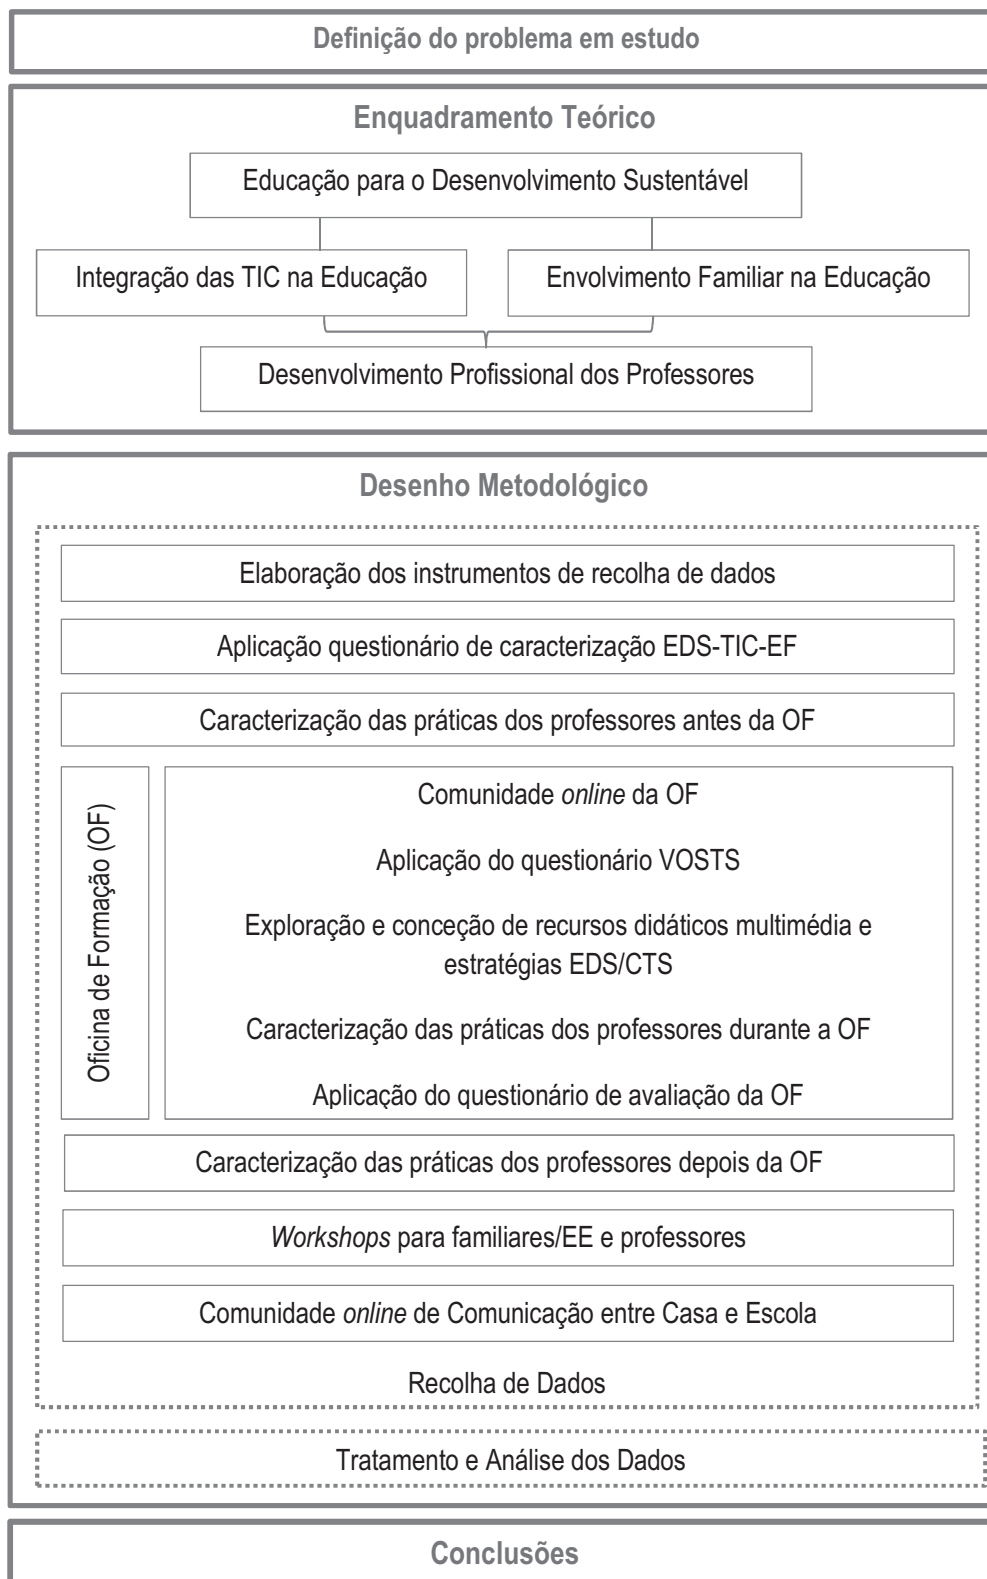 Definição do problema em estudo
Enquadramento Teórico
Educação para o Desenvolvimento Sustentável
Integração das TIC na Educação
Envolvimento Familiar na Educação
Desenvolvimento Profissional dos Professores
Desenho Metodológico
Elaboração dos instrumentos de recolha de dados
Aplicação questionário de caracterização EDS-TIC-EF
Caracterização das práticas dos professores antes da OF
Oficina de Formação (OF)
Comunidade online da OF
Aplicação do questionário VOSTS
Exploração e conceção de recursos didáticos multimédia e
estratégias EDS/CTS
Caracterização das práticas dos professores durante a OF
Aplicação do questionário de avaliação da OF
Caracterização das práticas dos professores depois da OF
Workshops para familiares/EE e professores
Comunidade online de Comunicação entre Casa e Escola
Recolha de Dados
Tratamento e Análise dos Dados
Conclusões